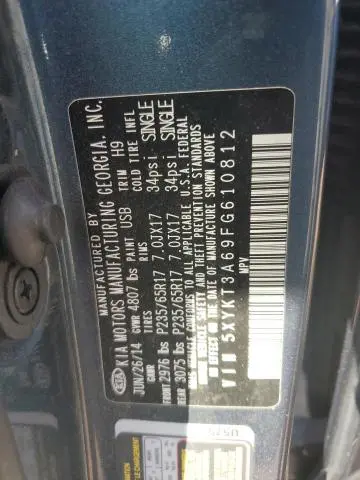 KIA MOTORS MANUFACTURING GEORGIA, INC.
JUN/26/14 PAINT USB TRIM H9
GVWR 4807 lbs
GAWR TIRES RIMS COLD TIRE INFL
FRONT 2976 lbs P235/65R17 7.0JX17 34psi SINGLE
REAR 3075 lbs P235/65R17 7.0JX17 34psi SINGLE
THIS VEHICLE CONFORMS TO ALL APPLICABLE U.S.A. FEDERAL
MOTOR VEHICLE SAFETY, BUMPER, AND THEFT PREVENTION STANDARDS
IN EFFECT ON THE DATE OF MANUFACTURE SHOWN ABOVE.
VIN 5XYKT3A69FG610812
MPV
KIA
U575